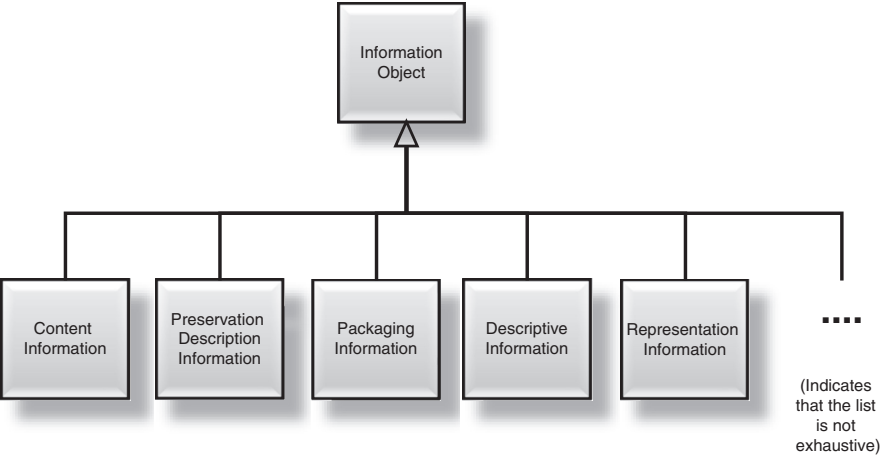 Information
Object
Content
Information
Preservation
Description
Information
Packaging
Information
Descriptive
Information
Representation
Information
....
(Indicates
that the list
is not
exhaustive)